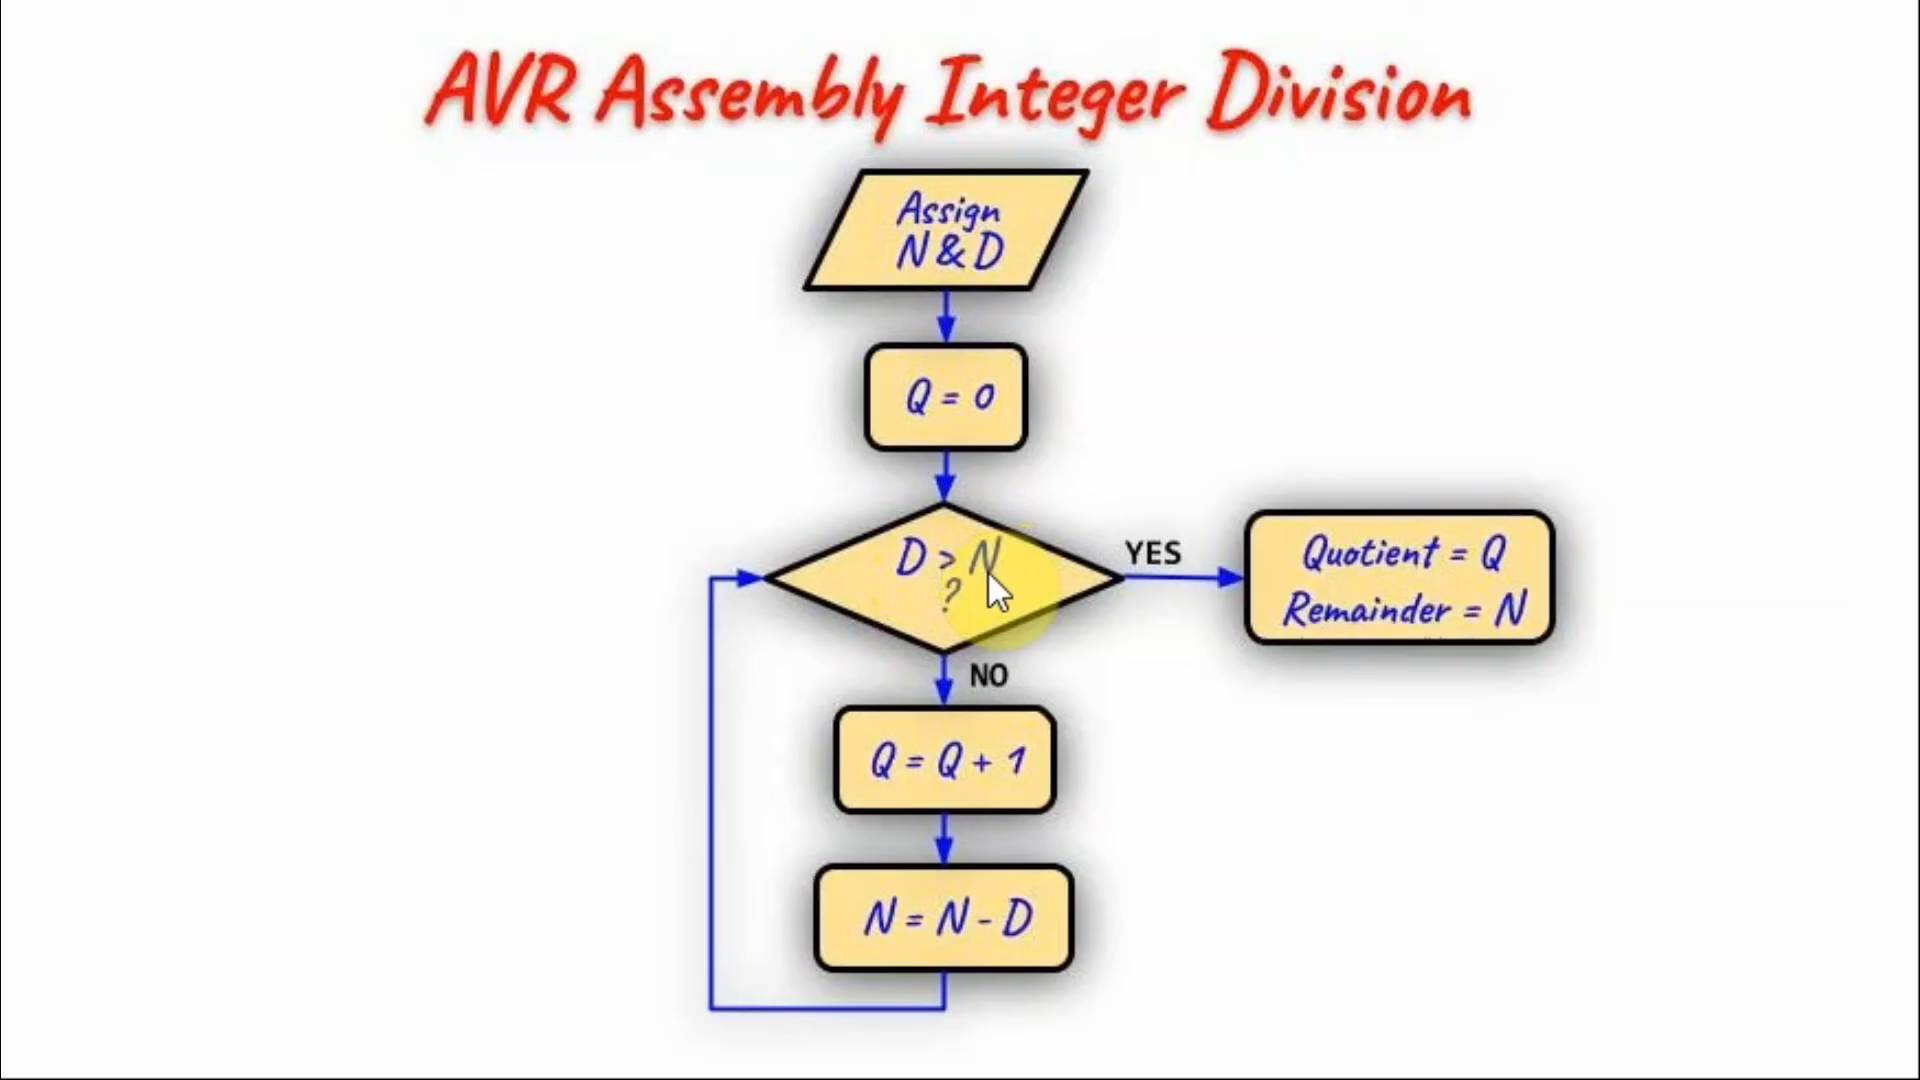 AVR Assembly Integer Division
Assign
N & D
Q = 0
D > N
?
YES
Quotient = Q
Remainder = N
NO
Q = Q + 1
N = N - D